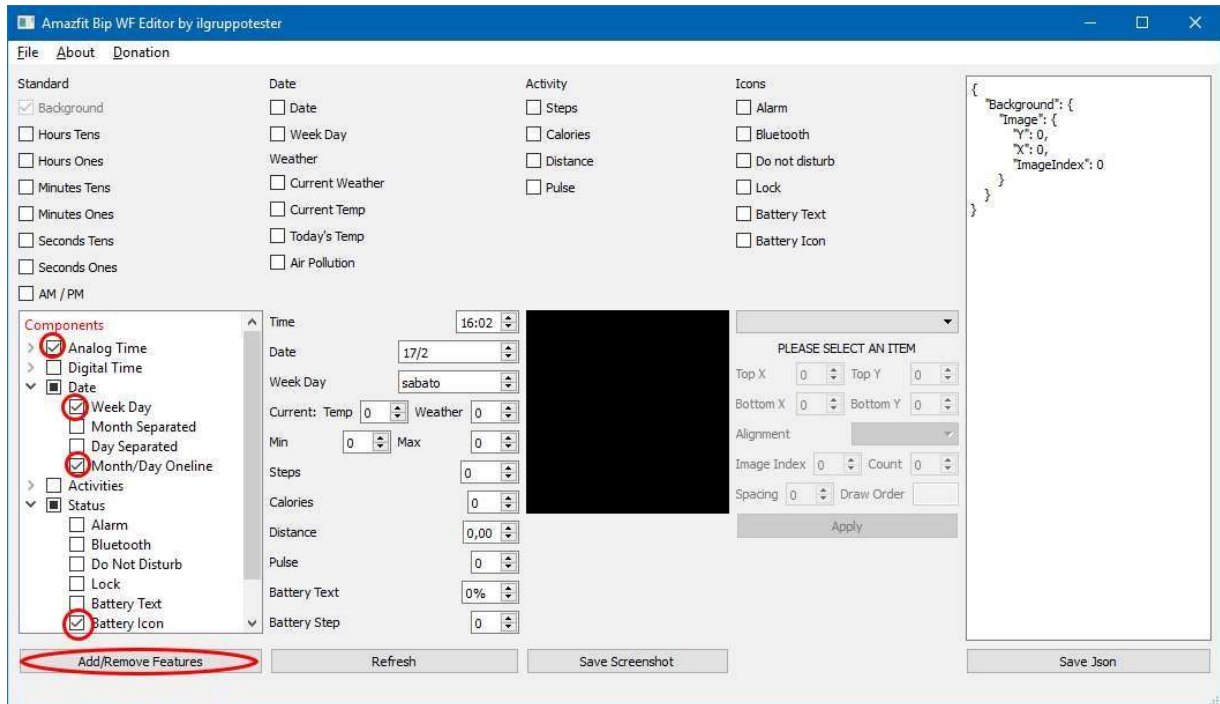 Amazfit Bip WF Editor by ilgruppotester
File About Donation
Standard
Background
Hours Tens
Hours Ones
Minutes Tens
Minutes Ones
Seconds Tens
Seconds Ones
AM / PM
Date
Date
Week Day
Weather
Current Weather
Current Temp
Today's Temp
Air Pollution
Activity
Steps
Calories
Distance
Pulse
Icons
Alarm
Bluetooth
Do not disturb
Lock
Battery Text
Battery Icon
{
"Background": {
"Image": {
"Y": 0,
"X": 0,
"ImageIndex": 0
}
}
}
Components
Analog Time
Digital Time
Date
Week Day
Month Separated
Day Separated
Month/Day Oneline
Activities
Status
Alarm
Bluetooth
Do Not Disturb
Lock
Battery Text
Battery Icon
Time 16:02
Date 17/2
Week Day sabato
Current: Temp 0 Weather 0
Min 0 Max 0
Steps 0
Calories 0
Distance 0,00
Pulse 0
Battery Text 0%
Battery Step 0
PLEASE SELECT AN ITEM
Top X 0 Top Y 0
Bottom X 0 Bottom Y 0
Alignment
Image Index 0 Count 0
Spacing 0 Draw Order
Apply
Add/Remove Features
Refresh
Save Screenshot
Save Json